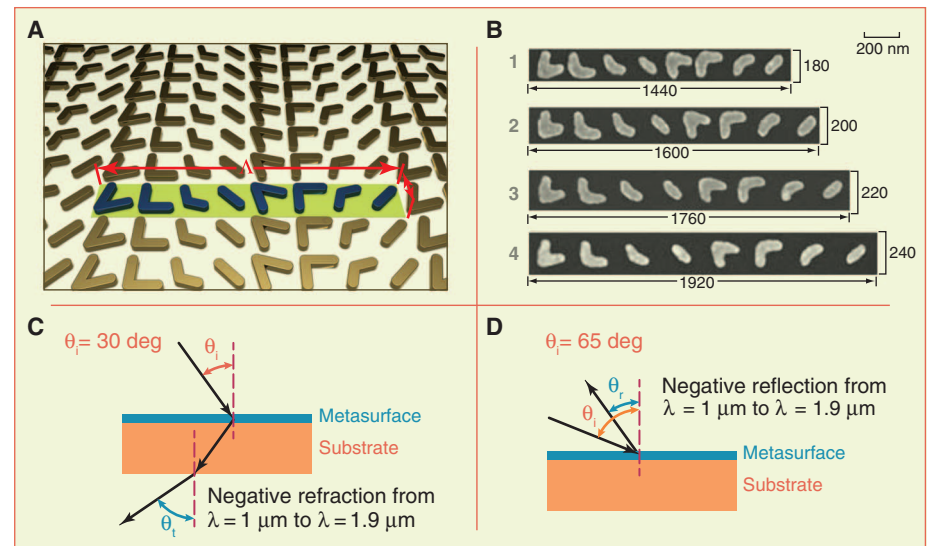 A
Λ
B
200 nm
1
180
1440
2
200
1600
3
220
1760
4
240
1920
C
θi= 30 deg
θi
Metasurface
Substrate
Negative refraction from
λ = 1 μm to λ = 1.9 μm
θt
D
θi= 65 deg
Negative reflection from
λ = 1 μm to λ = 1.9 μm
θr
θi
Metasurface
Substrate